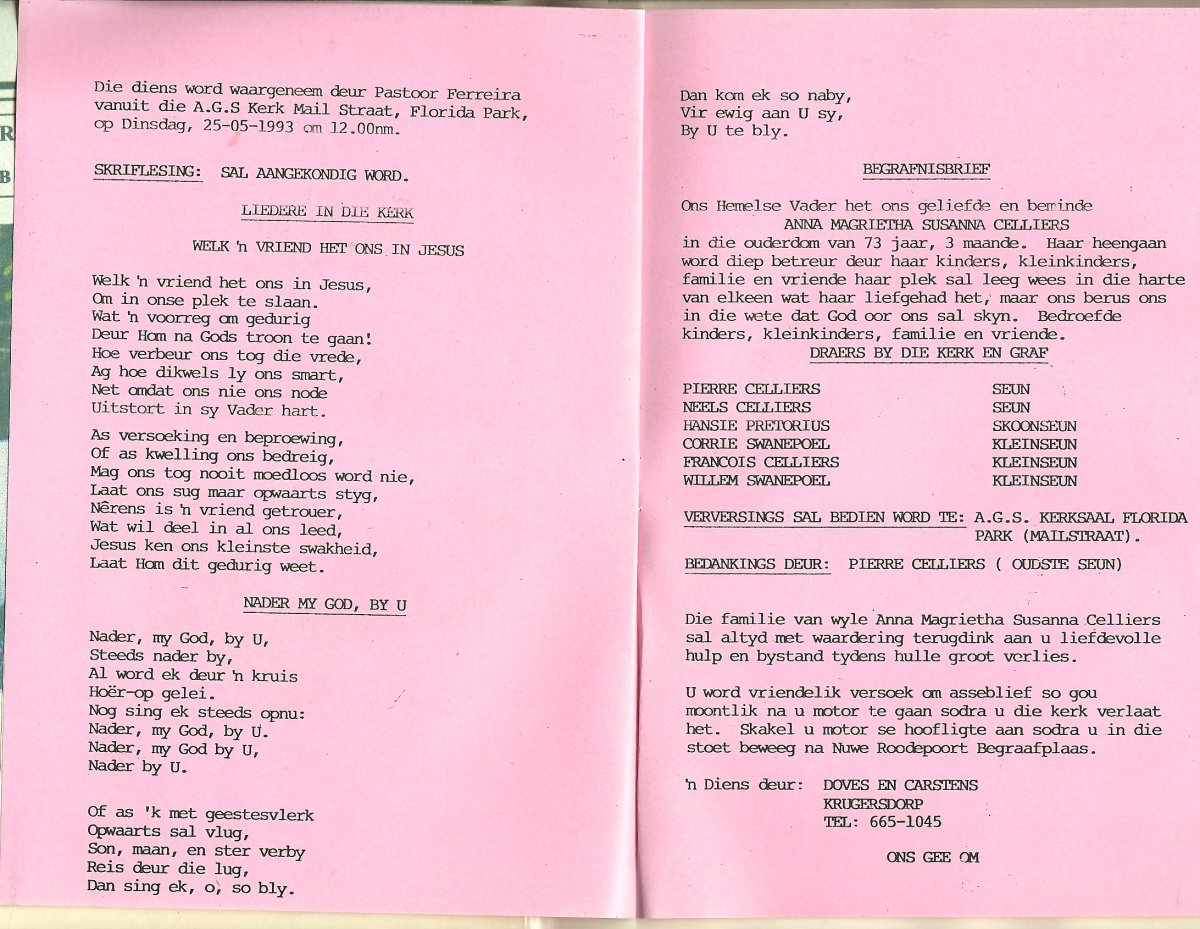 Die diens word waargeneem deur Pastoor Ferreira
vanuit die A.G.S Kerk Mail Straat, Florida Park,
op Dinsdag, 25-05-1993 om 12.00nm.
SKRIFLESING: SAL AANGEKONDIG WORD.
LIEDERE IN DIE KERK
WELK 'n VRIEND HET ONS IN JESUS
Welk 'n vriend het ons in Jesus,
Om in onse plek te slaan.
Wat 'n voorreg om gedurig
Deur Hom na Gods troon te gaan!
Hoe verbeur ons tog die vrede,
Ag hoe dikwels ly ons smart,
Net omdat ons nie ons node
Uitstort in sy Vader hart.
As versoeking en beproewing,
Of as kwelling ons bedreig,
Mag ons tog nooit moedloos word nie,
Laat ons sug maar opwaarts styg,
Nêrens is 'n vriend getrouer,
Wat wil deel in al ons leed,
Jesus ken ons kleinste swakheid,
Laat Hom dit gedurig weet.
NADER MY GOD, BY U
Nader, my God, by U,
Steeds nader by,
Al word ek deur 'n kruis
Hoër-op gelei.
Nog sing ek steeds opnu:
Nader, my God, by U.
Nader, my God by U,
Nader by U.
Of as 'k met geestesvlerk
Opwaarts sal vlug,
Son, maan, en ster verby
Reis deur die lug,
Dan sing ek, o, so bly.
Dan kom ek so naby,
Vir ewig aan U sy,
By U te bly.
BEGRAFNISBRIEF
Ons Hemelse Vader het ons geliefde en beminde
ANNA MAGRIETHA SUSANNA CELLIERS
in die ouderdom van 73 jaar, 3 maande. Haar heengaan
word diep betreur deur haar kinders, kleinkinders,
familie en vriende haar plek sal leeg wees in die harte
van elkeen wat haar liefgehad het, maar ons berus ons
in die wete dat God oor ons sal skyn. Bedroefde
kinders, kleinkinders, familie en vriende.
DRAERS BY DIE KERK EN GRAF
PIERRE CELLIERS SEUN
NEELS CELLIERS SEUN
HANSIE PRETORIUS SKOONSEUN
CORRIE SWANEPOEL KLEINSEUN
FRANCOIS CELLIERS KLEINSEUN
WILLEM SWANEPOEL KLEINSEUN
VERVERSINGS SAL BEDIEN WORD TE: A.G.S. KERKSAAL FLORIDA
PARK (MAILSTRAAT).
BEDANKINGS DEUR: PIERRE CELLIERS ( OUDSTE SEUN)
Die familie van wyle Anna Magrietha Susanna Celliers
sal altyd met waardering terugdink aan u liefdevolle
hulp en bystand tydens hulle groot verlies.
U word vriendelik versoek om asseblief so gou
moontlik na u motor te gaan sodra u die kerk verlaat
het. Skakel u motor se hoofligte aan sodra u in die
stoet beweeg na Nuwe Roodepoort Begraafplaas.
'n Diens deur: DOVES EN CARSTENS
KRUGERSDORP
TEL: 665-1045
ONS GEE OM
R
B